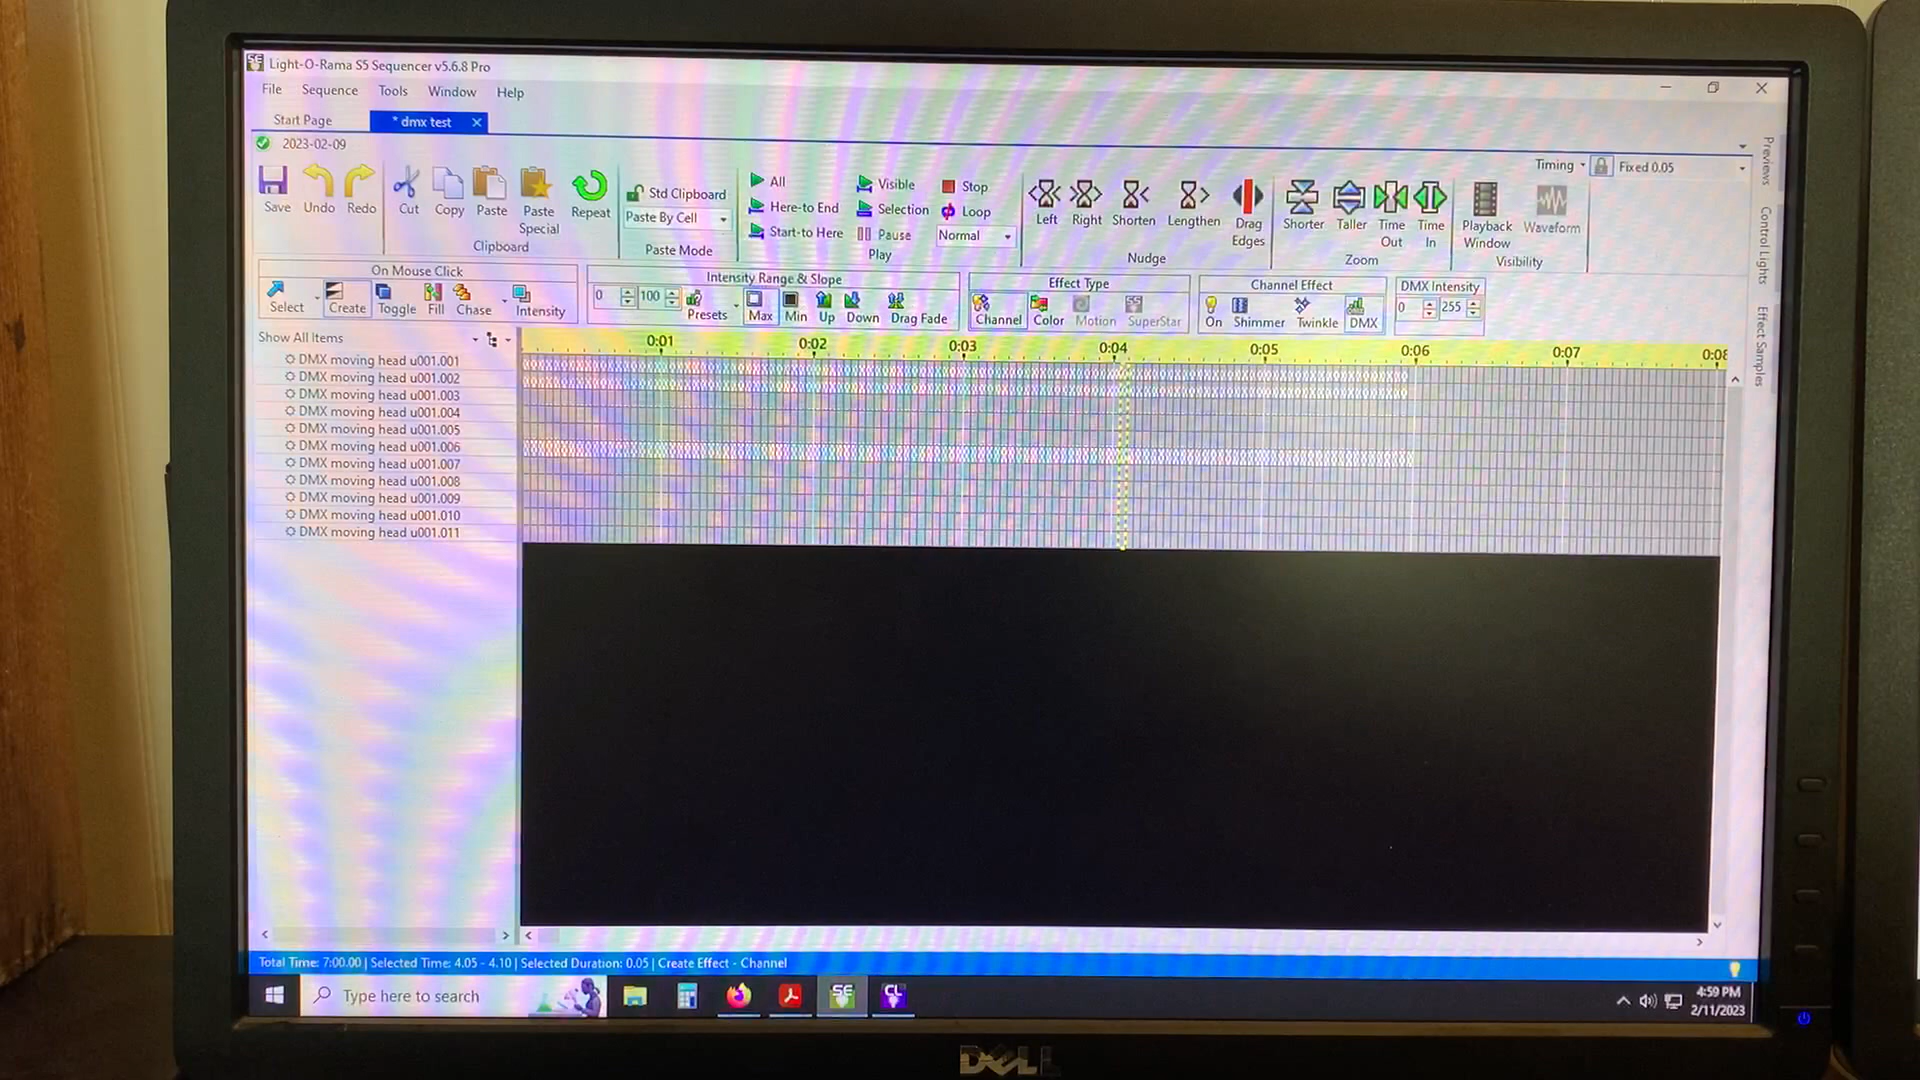 Light-O-Rama S5 Sequencer v5.6.8 Pro
File Sequence Tools Window Help
Start Page * dmx test
2023-02-09
Timing Fixed 0.05
Save Undo Redo Cut Copy Paste Paste Special Repeat
Clipboard
Std Clipboard
Paste By Cell
Paste Mode
All Visible Stop
Here-to End Selection Loop
Start-to Here Pause Normal
Play
Left Right Shorten Lengthen Drag Edges
Nudge
Shorter Taller Time Out Time In
Zoom
Playback Window Waveform
Visibility
On Mouse Click
Select Create Toggle Fill Chase Intensity
Intensity Range & Slope
0 100 Presets Max Min Up Down Drag Fade
Effect Type
Channel Color Motion SuperStar
Channel Effect
On Shimmer Twinkle DMX
DMX Intensity
0 255
Previews
Control Lights
Effect Samples
Show All Items
0:01 0:02 0:03 0:04 0:05 0:06 0:07 0:08
DMX moving head u001.001
DMX moving head u001.002
DMX moving head u001.003
DMX moving head u001.004
DMX moving head u001.005
DMX moving head u001.006
DMX moving head u001.007
DMX moving head u001.008
DMX moving head u001.009
DMX moving head u001.010
DMX moving head u001.011
Total Time: 7:00.00 | Selected Time: 4.05 - 4.10 | Selected Duration: 0.05 | Create Effect - Channel
Type here to search
SE
CL
4:59 PM
2/11/2023
DELL